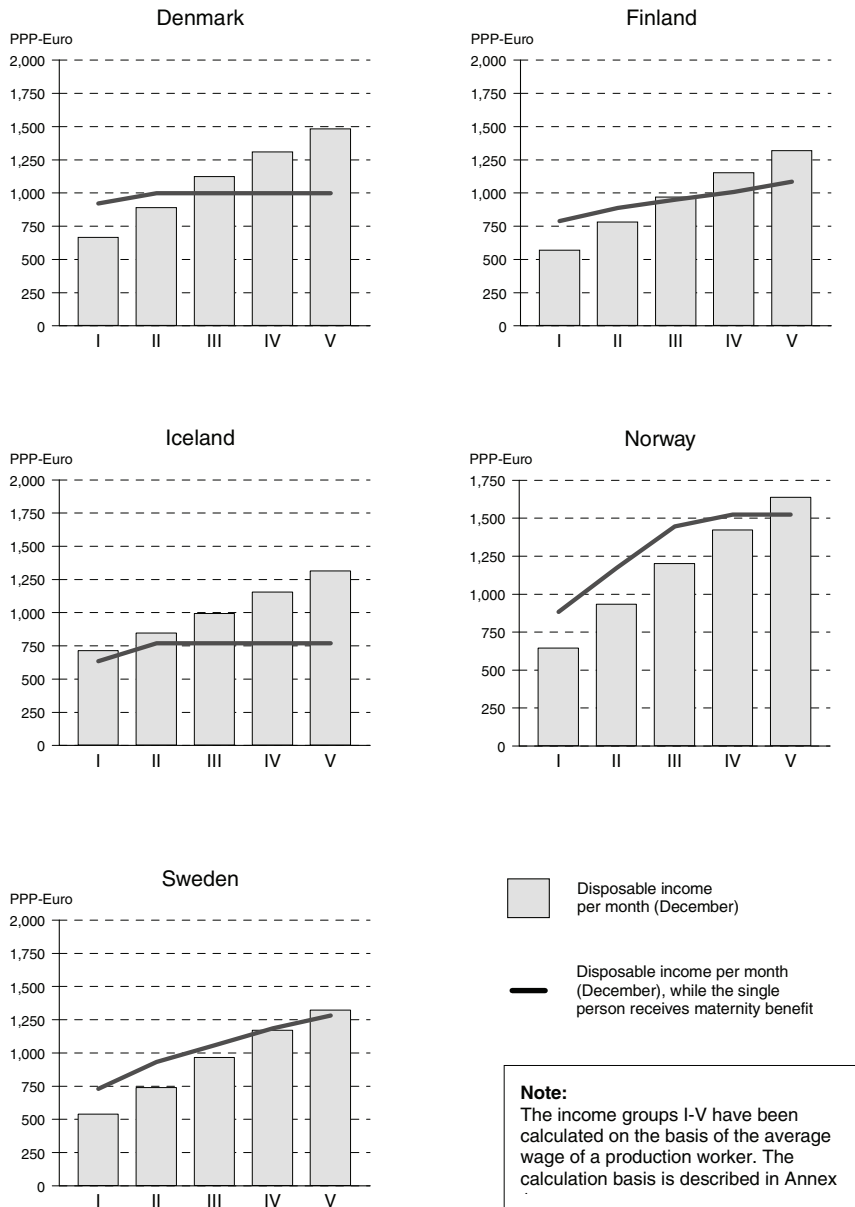 Denmark
PPP-Euro
2,000
1,750
1,500
1,250
1,000
750
500
250
0
I II III IV V
Finland
PPP-Euro
2,000
1,750
1,500
1,250
1,000
750
500
250
0
I II III IV V
Iceland
PPP-Euro
2,000
1,750
1,500
1,250
1,000
750
500
250
0
I II III IV V
Norway
PPP-Euro
1,750
1,500
1,250
1,000
750
500
250
0
I II III IV V
Sweden
PPP-Euro
2,000
1,750
1,500
1,250
1,000
750
500
250
0
I II III IV V
Disposable income
per month (December)
Disposable income per month
(December), while the single
person receives maternity benefit
Note:
The income groups I-V have been
calculated on the basis of the average
wage of a production worker. The
calculation basis is described in Annex